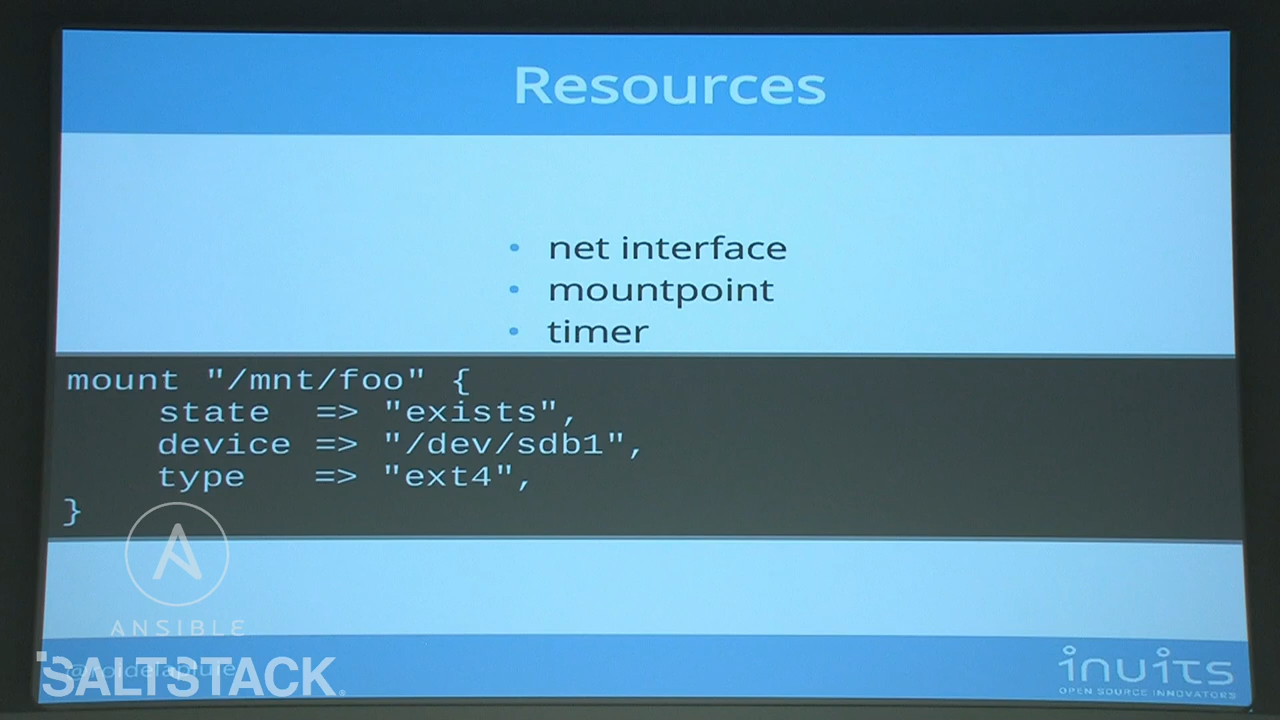 Resources
• net interface
• mountpoint
• timer
mount "/mnt/foo" {
state => "exists",
device => "/dev/sdb1",
type => "ext4",
}
ANSIBLE
SALTSTACK
inuits
OPEN SOURCE INNOVATORS